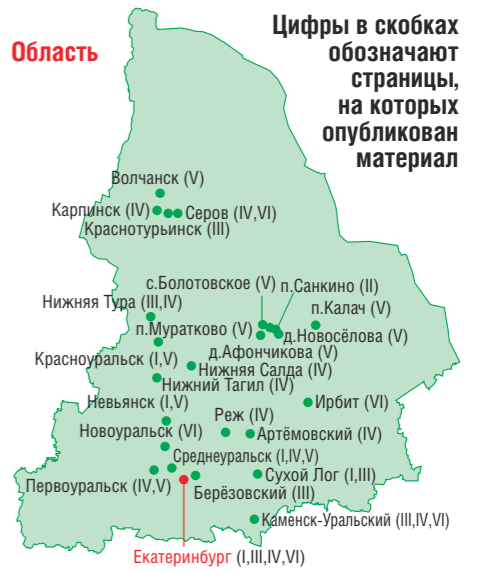 Область
Цифры в скобках
обозначают
страницы,
на которых
опубликован
материал
Волчанск (V)
Карпинск (IV)
Серов (IV,VI)
Краснотурьинск (III)
с.Болотовское (V)
п.Санкино (II)
Нижняя Тура (III,IV)
п.Калач (V)
п.Муратково (V)
д.Новосёлова (V)
д.Афончикова (V)
Красноуральск (I,V)
Нижняя Салда (IV)
Нижний Тагил (IV)
Невьянск (I,V)
Ирбит (VI)
Реж (IV)
Новоуральск (VI)
Артёмовский (IV)
Среднеуральск (I,IV,V)
Сухой Лог (I,III)
Первоуральск (IV,V)
Берёзовский (III)
Каменск-Уральский (III,IV,VI)
Екатеринбург (I,III,IV,VI)